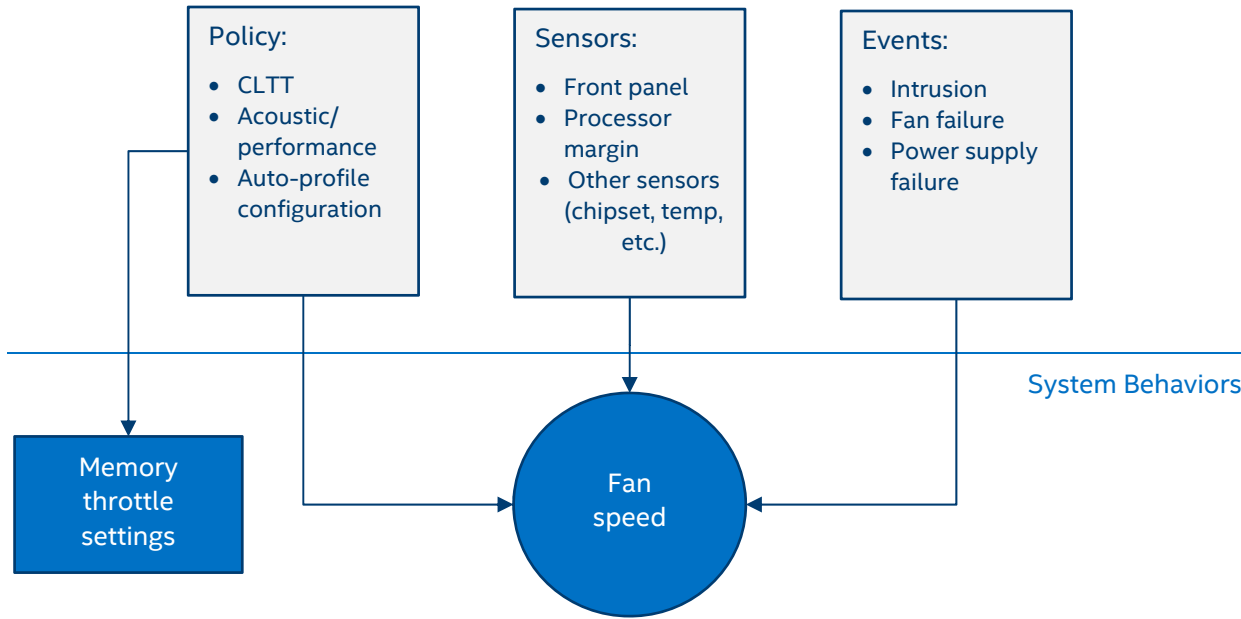 Policy:
• CLTT
• Acoustic/
performance
• Auto-profile
configuration
Sensors:
• Front panel
• Processor
margin
• Other sensors
(chipset, temp,
etc.)
Events:
• Intrusion
• Fan failure
• Power supply
failure
System Behaviors
Memory
throttle
settings
Fan
speed